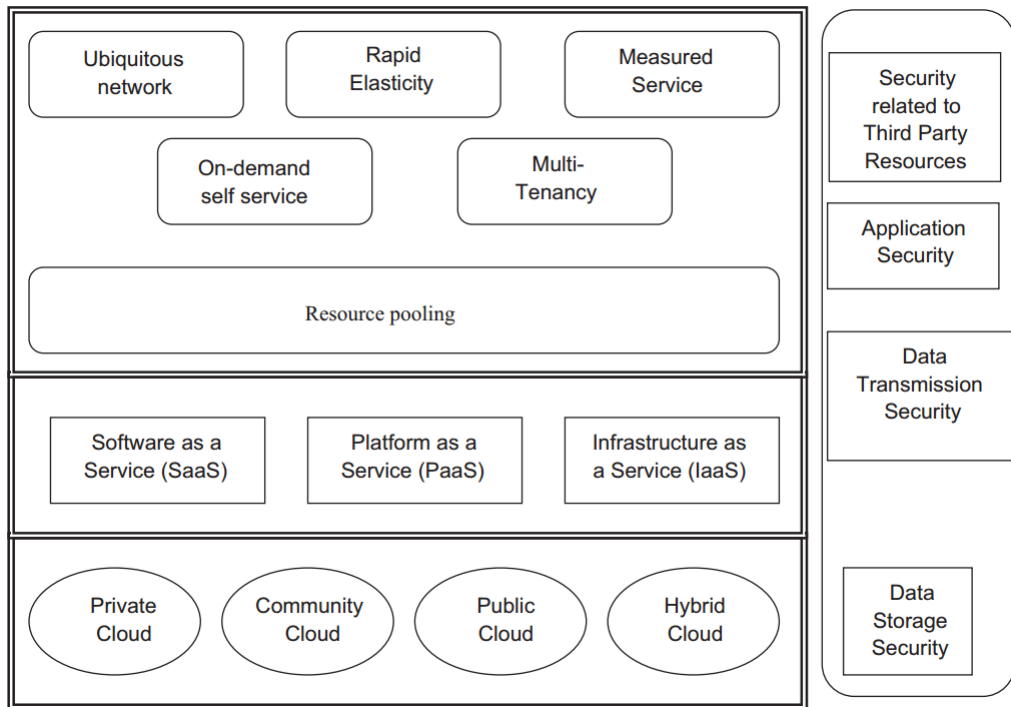 Ubiquitous
network
Rapid
Elasticity
Measured
Service
On-demand
self service
Multi-
Tenancy
Resource pooling
Software as a
Service (SaaS)
Platform as a
Service (PaaS)
Infrastructure as
a Service (IaaS)
Private
Cloud
Community
Cloud
Public
Cloud
Hybrid
Cloud
Security
related to
Third Party
Resources
Application
Security
Data
Transmission
Security
Data
Storage
Security